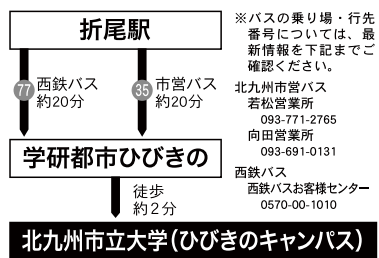 折尾駅
77 西鉄バス
約20分
35 市営バス
約20分
学研都市ひびきの
徒歩
約2分
北九州市立大学(ひびきのキャンパス)
※バスの乗り場・行先
番号については、最
新情報を下記までご
確認ください。
北九州市営バス
若松営業所
093-771-2765
向田営業所
093-691-0131
西鉄バス
西鉄バスお客様センター
0570-00-1010